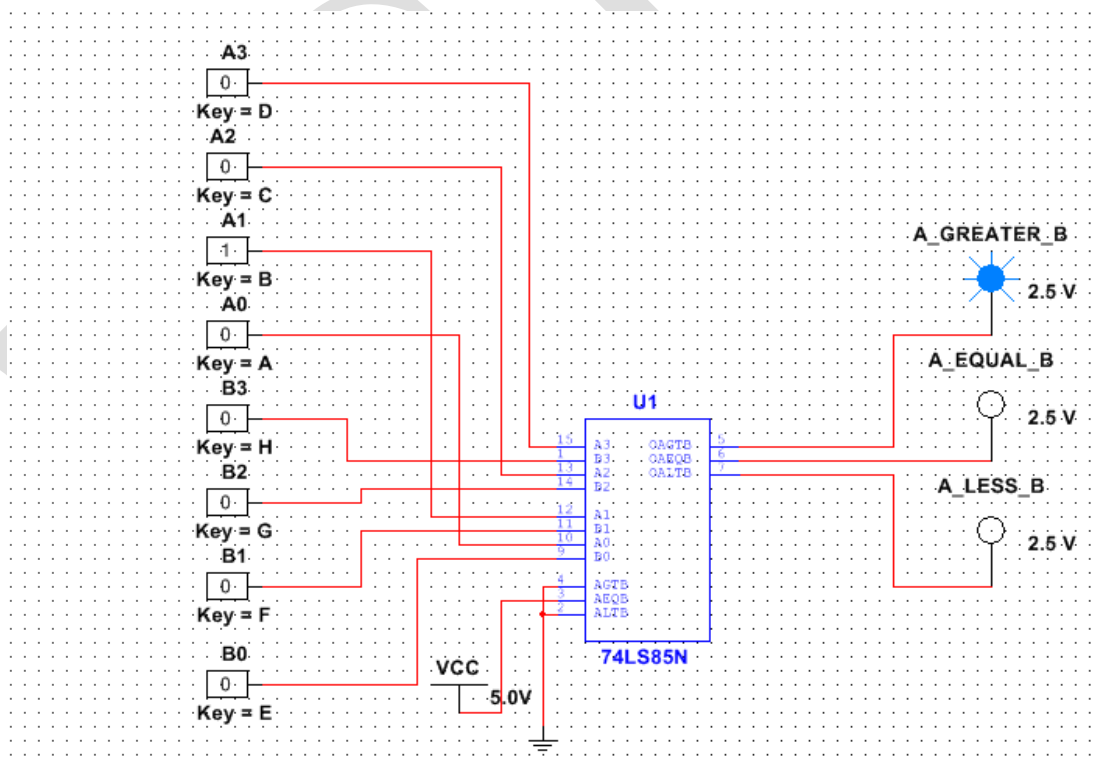 A3
0
Key = D
A2
0
Key = C
A1
1
Key = B
A0
0
Key = A
B3
0
Key = H
B2
0
Key = G
B1
0
Key = F
B0
0
Key = E
VCC
5.0V
U1
15 A3 OAGTB 5
1 B3 OAEQB 6
13 A2 OALTB 7
14 B2
12 A1
11 B1
10 A0
9 B0
4 AGTB
3 AEQB
2 ALTB
74LS85N
A_GREATER_B
2.5 V
A_EQUAL_B
2.5 V
A_LESS_B
2.5 V